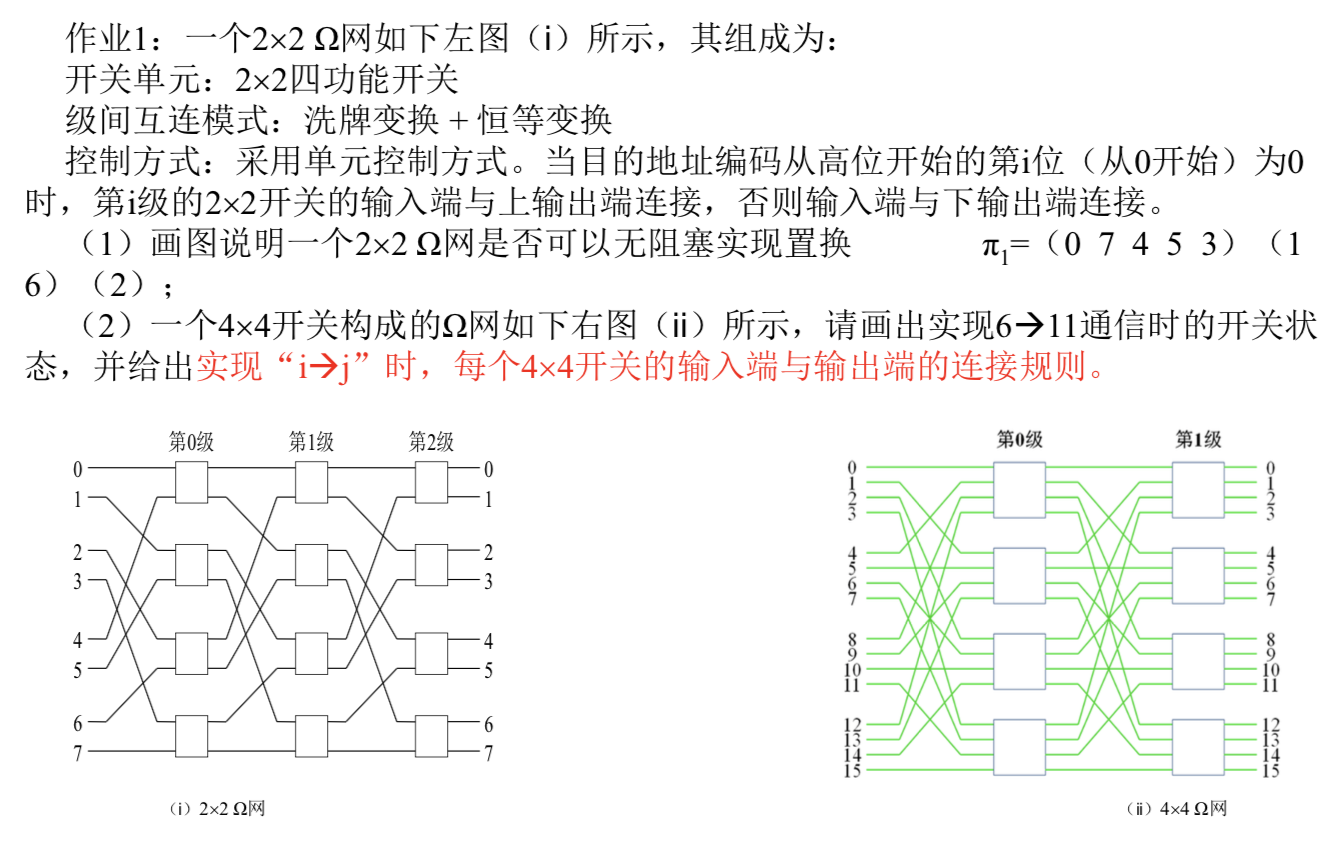 作业1：一个2×2 Ω网如下左图（i）所示，其组成为：
开关单元：2×2四功能开关
级间互连模式：洗牌变换 + 恒等变换
控制方式：采用单元控制方式。当目的地址编码从高位开始的第i位（从0开始）为0
时，第i级的2×2开关的输入端与上输出端连接，否则输入端与下输出端连接。
（1）画图说明一个2×2 Ω网是否可以无阻塞实现置换 π1=（0 7 4 5 3）（1
6）（2）；
（2）一个4×4开关构成的Ω网如下右图（ii）所示，请画出实现6→11通信时的开关状
态，并给出实现“i→j”时，每个4×4开关的输入端与输出端的连接规则。
第0级 第1级 第2级
0 0
1 1
2 2
3 3
4 4
5 5
6 6
7 7
（i）2×2 Ω网
第0级 第1级
0 0
1 1
2 2
3 3
4 4
5 5
6 6
7 7
8 8
9 9
10 10
11 11
12 12
13 13
14 14
15 15
（ii）4×4 Ω网